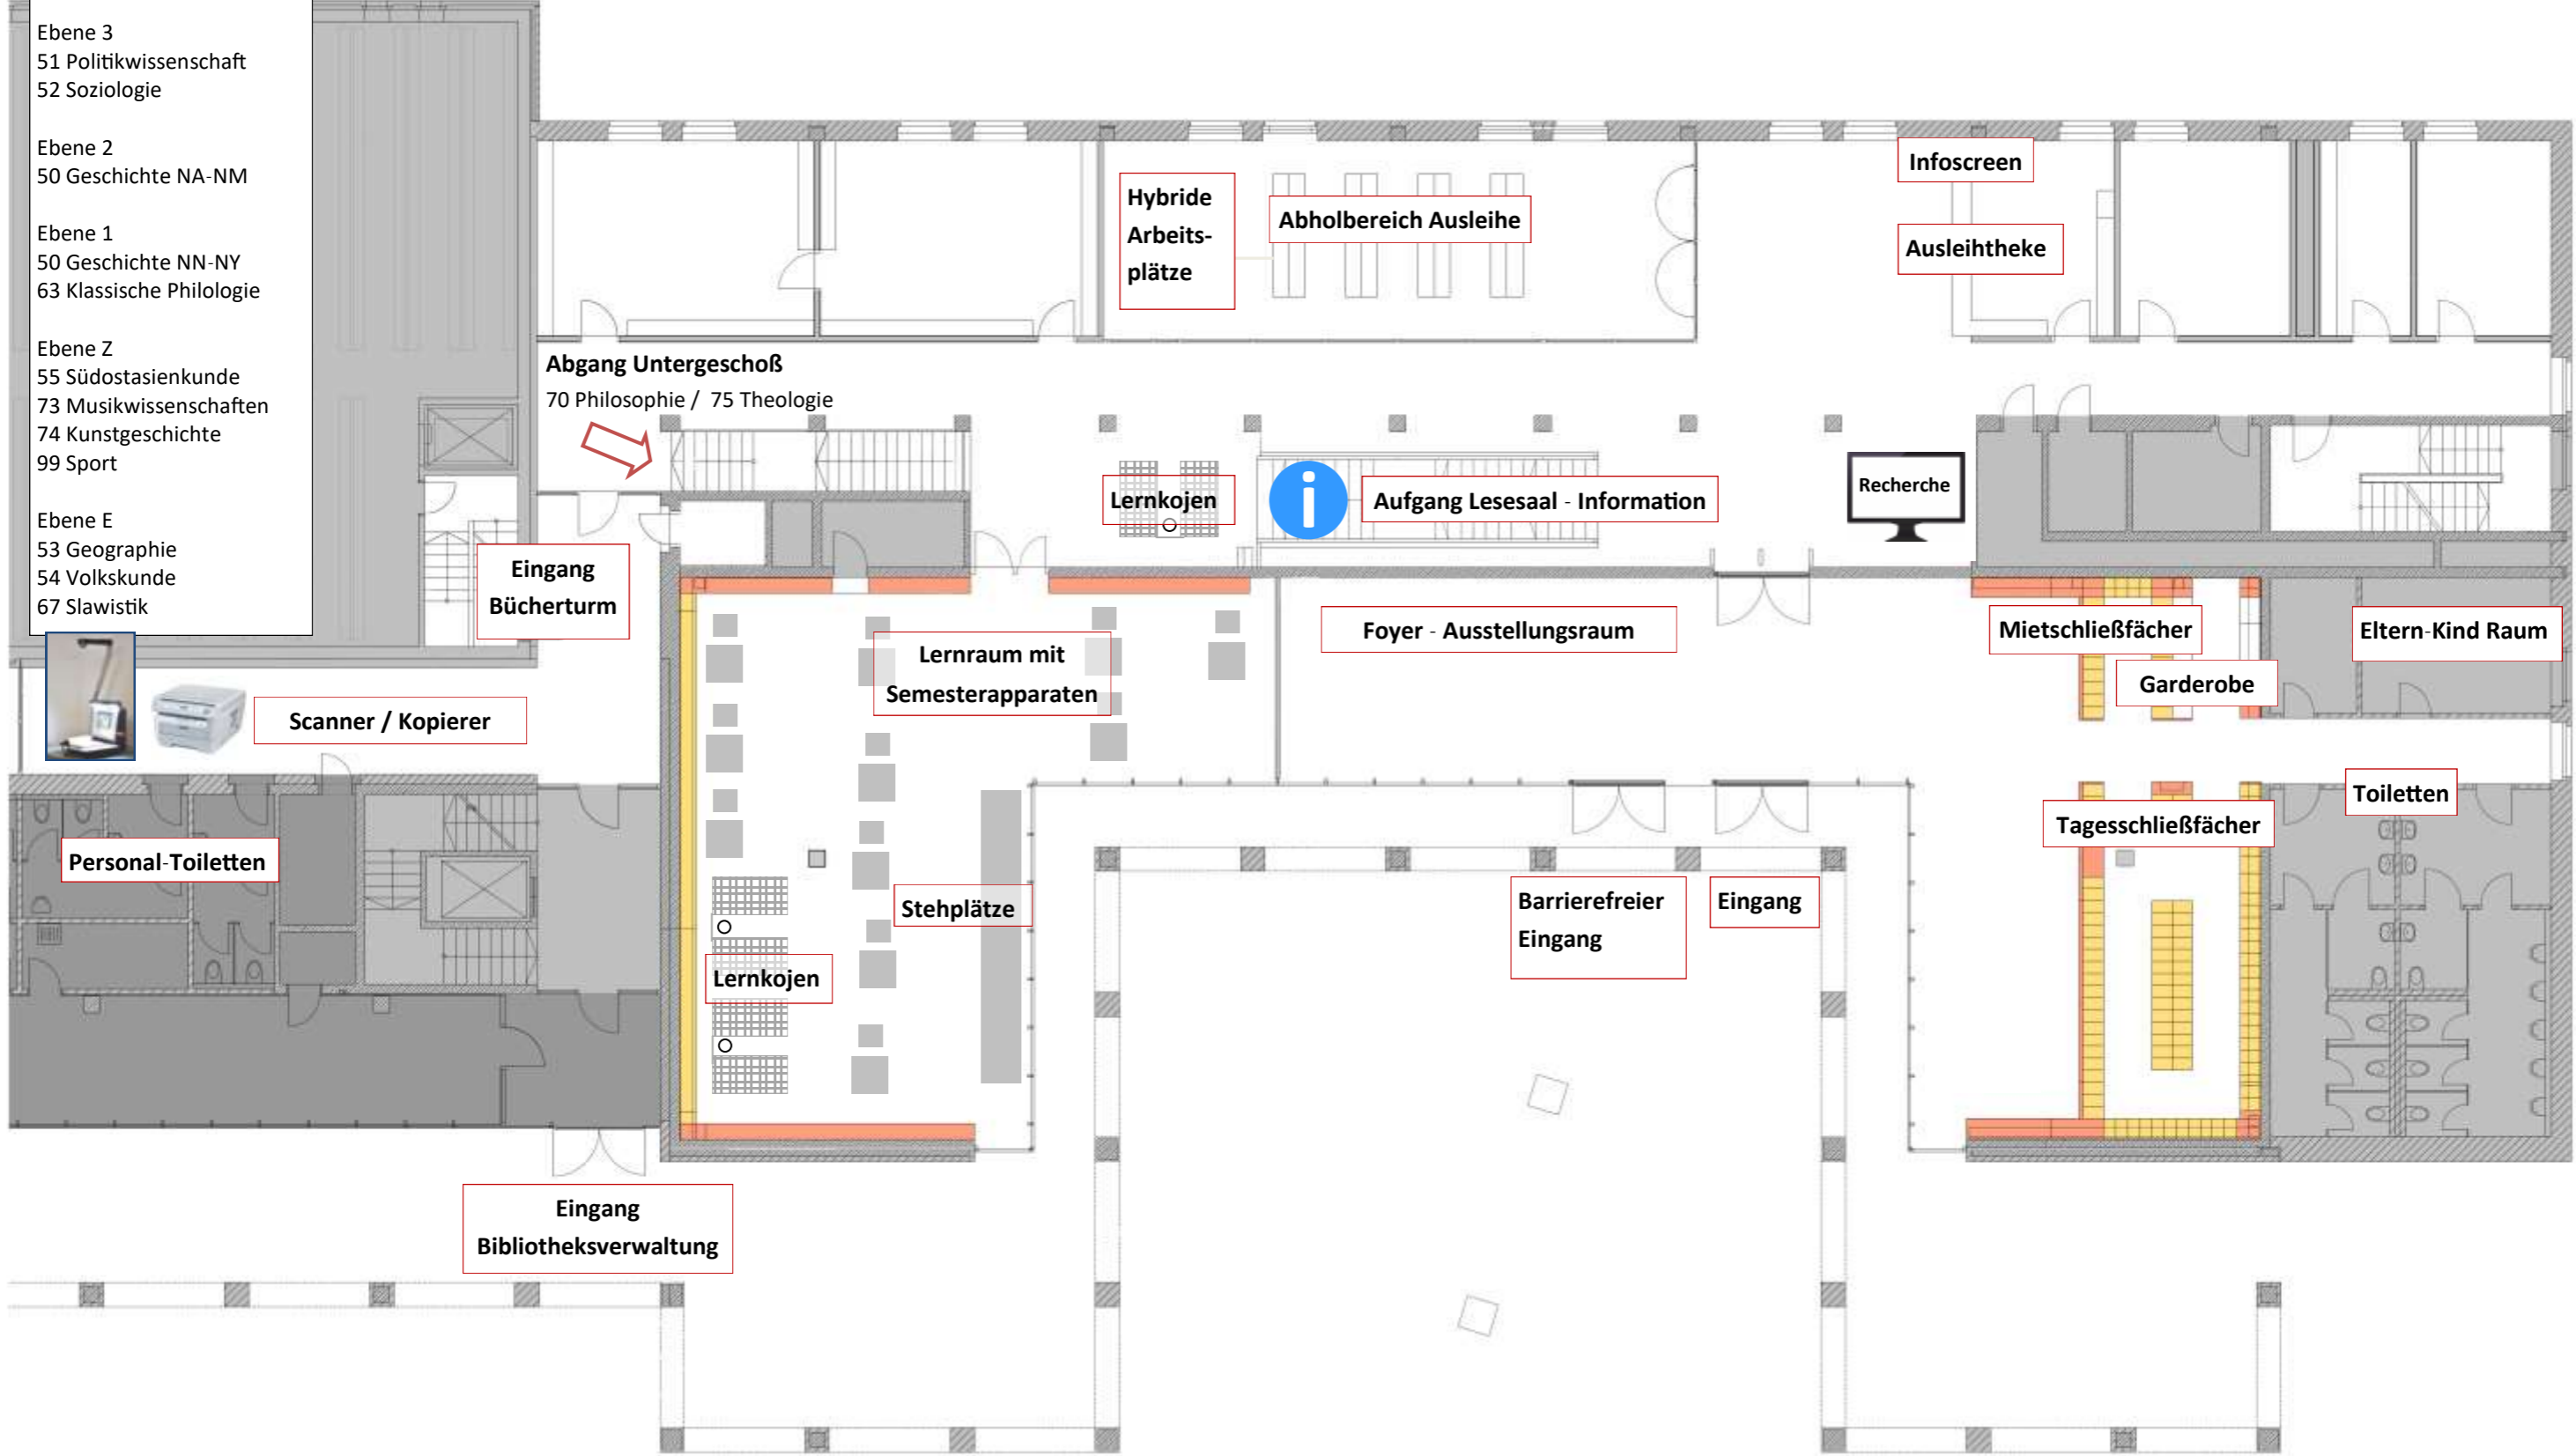 Ebene 3
51 Politikwissenschaft
52 Soziologie
Ebene 2
50 Geschichte NA-NM
Ebene 1
50 Geschichte NN-NY
63 Klassische Philologie
Ebene Z
55 Südostasienkunde
73 Musikwissenschaften
74 Kunstgeschichte
99 Sport
Ebene E
53 Geographie
54 Volkskunde
67 Slawistik
Hybride
Arbeits-
plätze
Abholbereich Ausleihe
Infoscreen
Ausleihtheke
Abgang Untergeschoß
70 Philosophie / 75 Theologie
Lernkojen
i
Aufgang Lesesaal - Information
Recherche
Eingang
Bücherturm
Lernraum mit
Semesterapparaten
Foyer - Ausstellungsraum
Mietschließfächer
Eltern-Kind Raum
Garderobe
Scanner / Kopierer
Toiletten
Tagesschließfächer
Personal-Toiletten
Stehplätze
Barrierefreier
Eingang
Eingang
Lernkojen
Eingang
Bibliotheksverwaltung